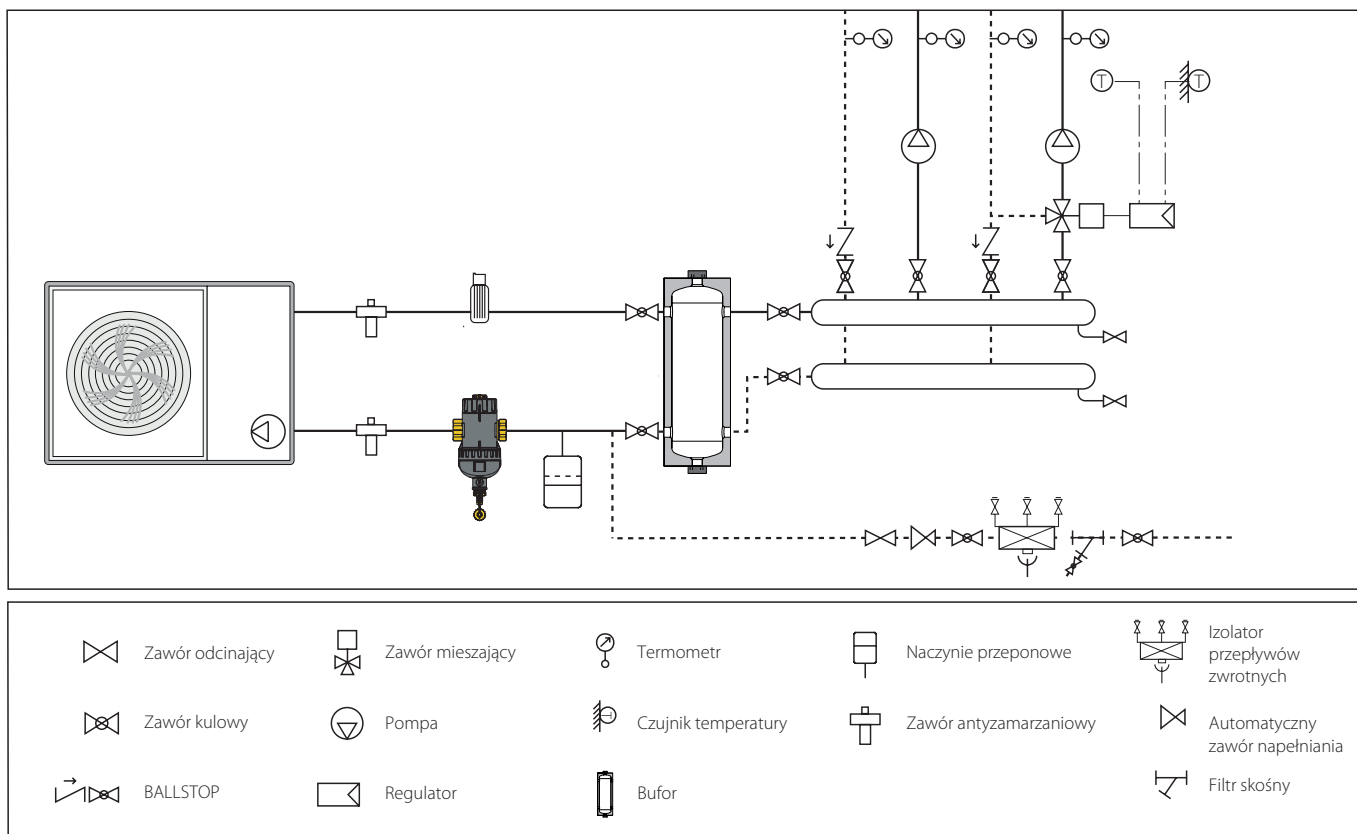 T
T
Zawór odcinający
Zawór mieszający
Termometr
Naczynie przeponowe
Izolator
przepływów
zwrotnych
Zawór kulowy
Pompa
Czujnik temperatury
Zawór antyzamarzaniowy
Automatyczny
zawór napełniania
BALLSTOP
Regulator
Bufor
Filtr skośny